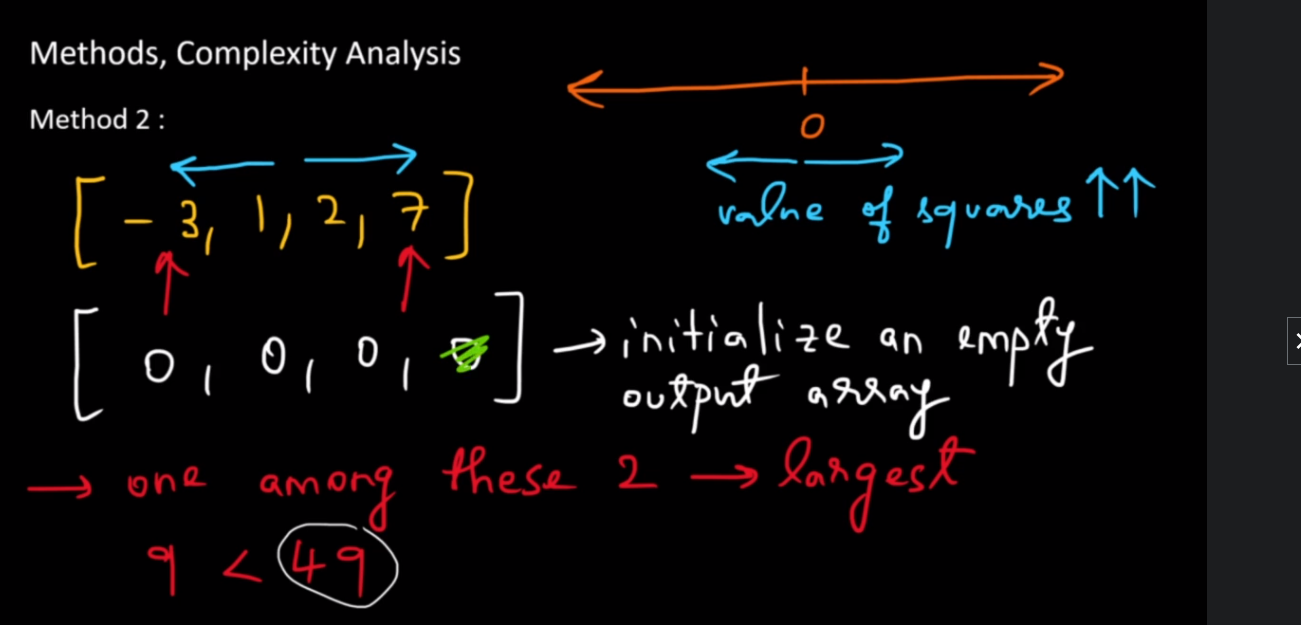 Methods, Complexity Analysis
Method 2 :
0
value of squares ↑↑
[ - 3, 1, 2, 7 ]
[ 0, 0, 0, 0 ] → initialize an empty
output array
→ one among these 2 → largest
9 < 49